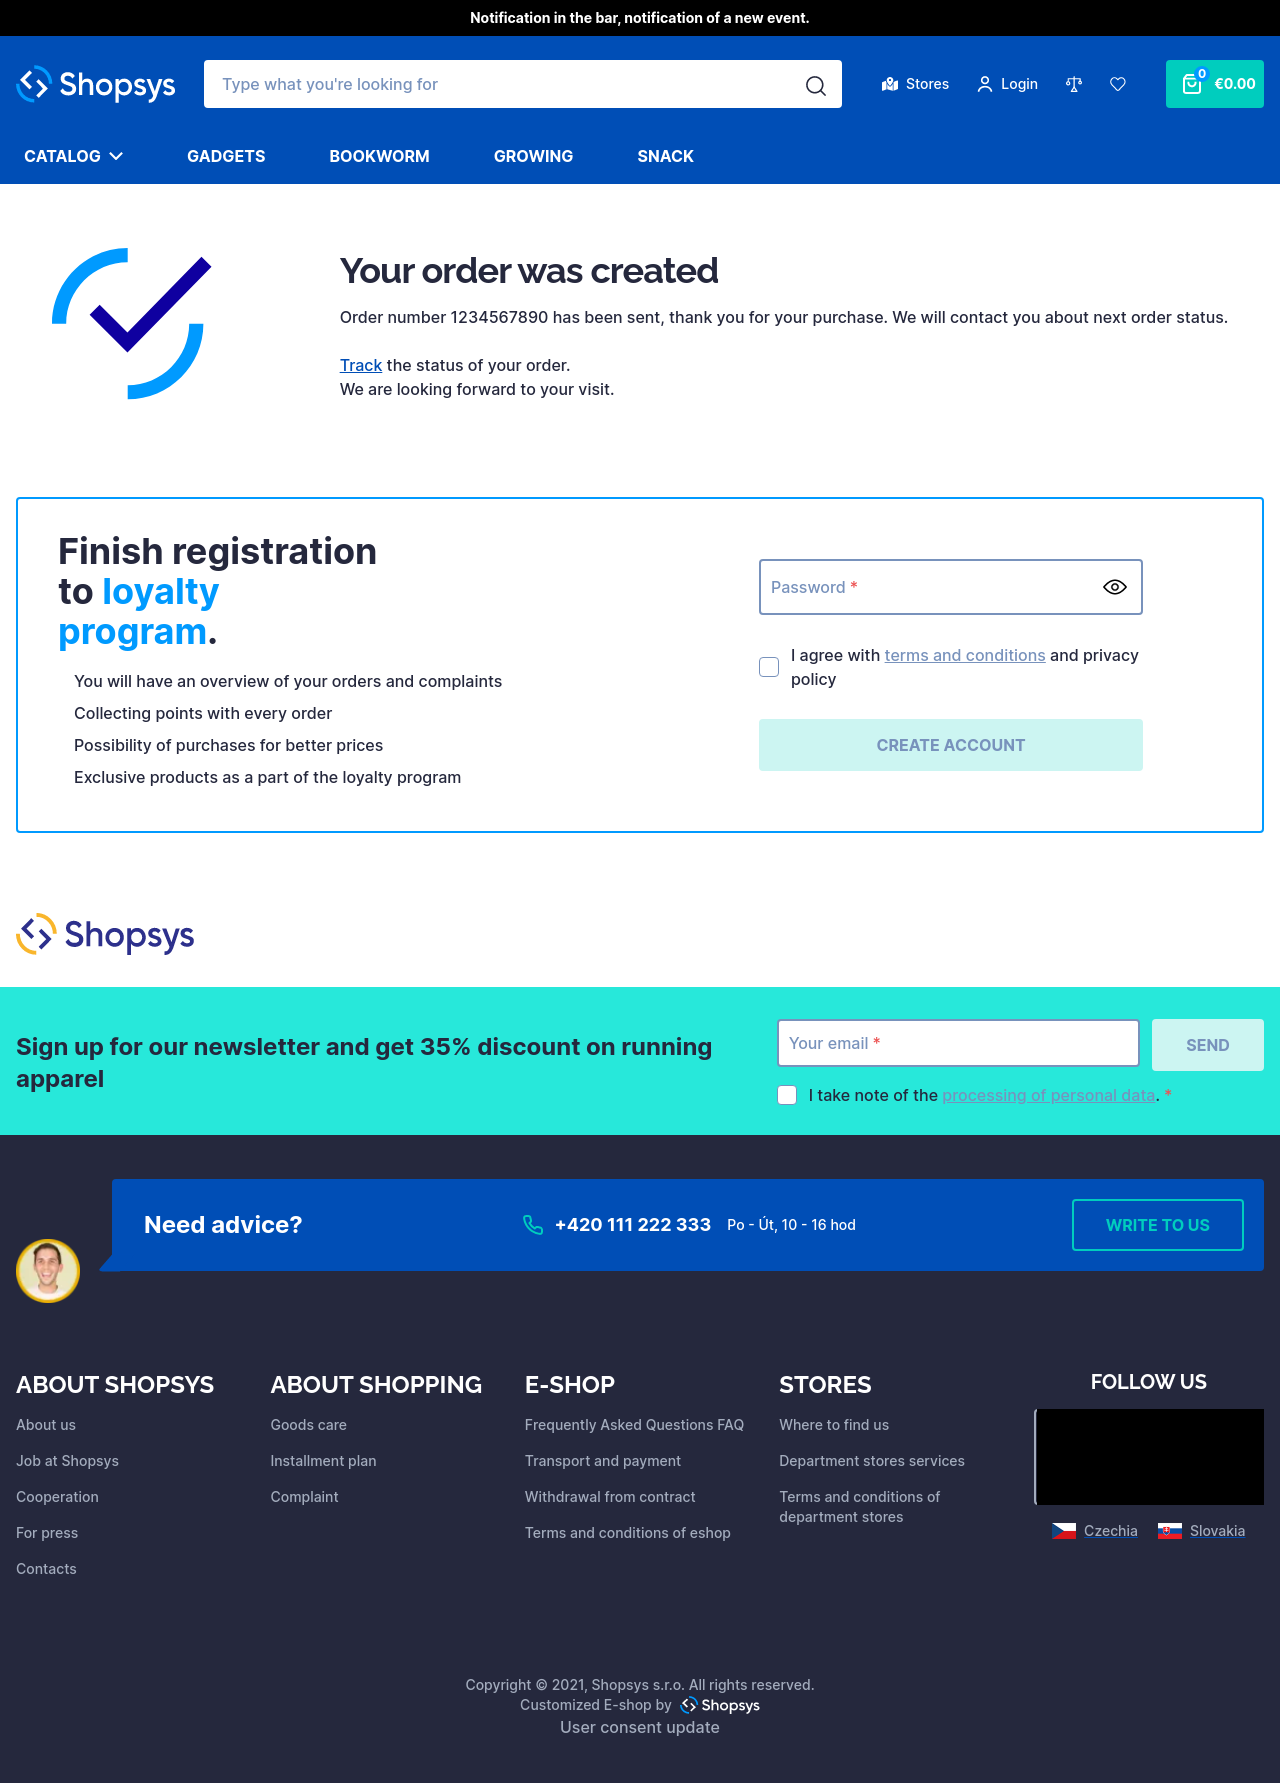 Notification in the bar, notification of a new event.
Shopsys
Type what you're looking for
Stores
Login
0
€0.00
CATALOG
GADGETS
BOOKWORM
GROWING
SNACK
Your order was created
Order number 1234567890 has been sent, thank you for your purchase. We will contact you about next order status.
Track the status of your order.
We are looking forward to your visit.
Finish registration
to loyalty
program.
You will have an overview of your orders and complaints
Collecting points with every order
Possibility of purchases for better prices
Exclusive products as a part of the loyalty program
Password *
I agree with terms and conditions and privacy
policy
CREATE ACCOUNT
Shopsys
Sign up for our newsletter and get 35% discount on running
apparel
Your email *
SEND
I take note of the processing of personal data. *
Need advice?
+420 111 222 333
Po - Út, 10 - 16 hod
WRITE TO US
ABOUT SHOPSYS
About us
Job at Shopsys
Cooperation
For press
Contacts
ABOUT SHOPPING
Goods care
Installment plan
Complaint
E-SHOP
Frequently Asked Questions FAQ
Transport and payment
Withdrawal from contract
Terms and conditions of eshop
STORES
Where to find us
Department stores services
Terms and conditions of
department stores
FOLLOW US
Czechia
Slovakia
Copyright © 2021, Shopsys s.r.o. All rights reserved.
Customized E-shop by Shopsys
User consent update